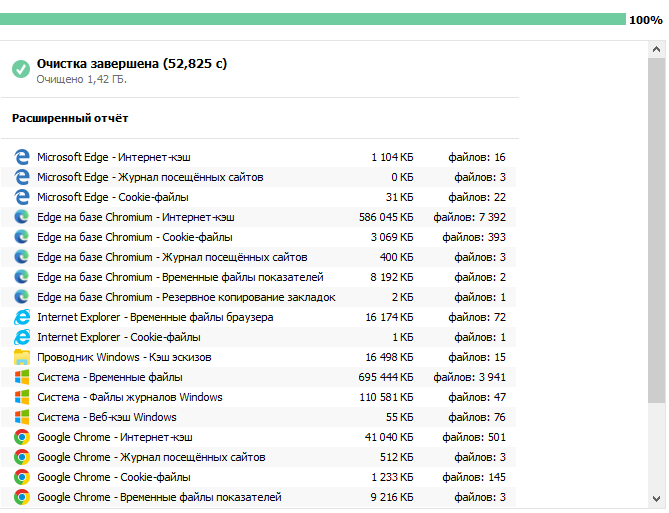 100%
Очистка завершена (52,825 с)
Очищено 1,42 ГБ.
Расширенный отчёт
Microsoft Edge - Интернет-кэш 1 104 КБ файлов: 16
Microsoft Edge - Журнал посещённых сайтов 0 КБ файлов: 3
Microsoft Edge - Cookie-файлы 31 КБ файлов: 22
Edge на базе Chromium - Интернет-кэш 586 045 КБ файлов: 7 392
Edge на базе Chromium - Cookie-файлы 3 069 КБ файлов: 393
Edge на базе Chromium - Журнал посещённых сайтов 400 КБ файлов: 3
Edge на базе Chromium - Временные файлы показателей 8 192 КБ файлов: 2
Edge на базе Chromium - Резервное копирование закладок 2 КБ файлов: 1
Internet Explorer - Временные файлы браузера 16 174 КБ файлов: 72
Internet Explorer - Cookie-файлы 1 КБ файлов: 1
Проводник Windows - Кэш эскизов 16 498 КБ файлов: 15
Система - Временные файлы 695 444 КБ файлов: 3 941
Система - Файлы журналов Windows 110 581 КБ файлов: 47
Система - Веб-кэш Windows 55 КБ файлов: 76
Google Chrome - Интернет-кэш 41 040 КБ файлов: 501
Google Chrome - Журнал посещённых сайтов 512 КБ файлов: 3
Google Chrome - Cookie-файлы 1 233 КБ файлов: 145
Google Chrome - Временные файлы показателей 9 216 КБ файлов: 3